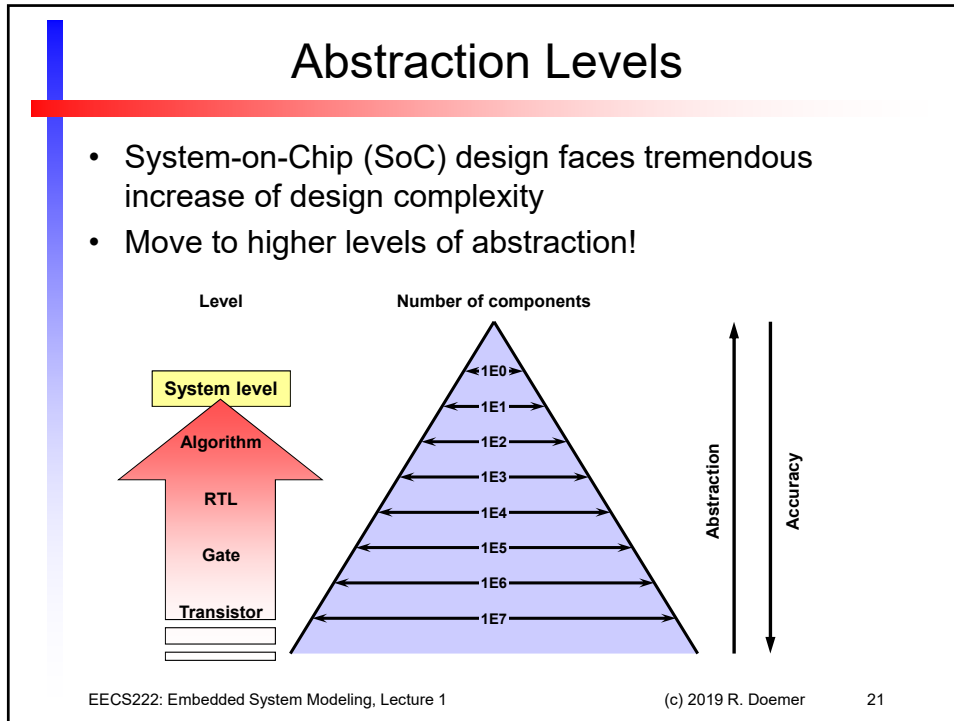 Abstraction Levels
• System-on-Chip (SoC) design faces tremendous
increase of design complexity
• Move to higher levels of abstraction!
Level
Number of components
System level
Algorithm
RTL
Gate
Transistor
1E0
1E1
1E2
1E3
1E4
1E5
1E6
1E7
Abstraction
Accuracy
EECS222: Embedded System Modeling, Lecture 1
(c) 2019 R. Doemer
21